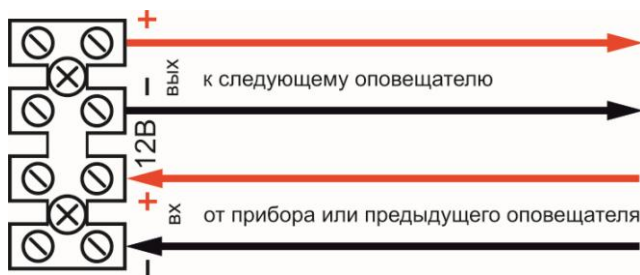 +
− вых
к следующему оповещателю
12В
+
− вх
от прибора или предыдущего оповещателя